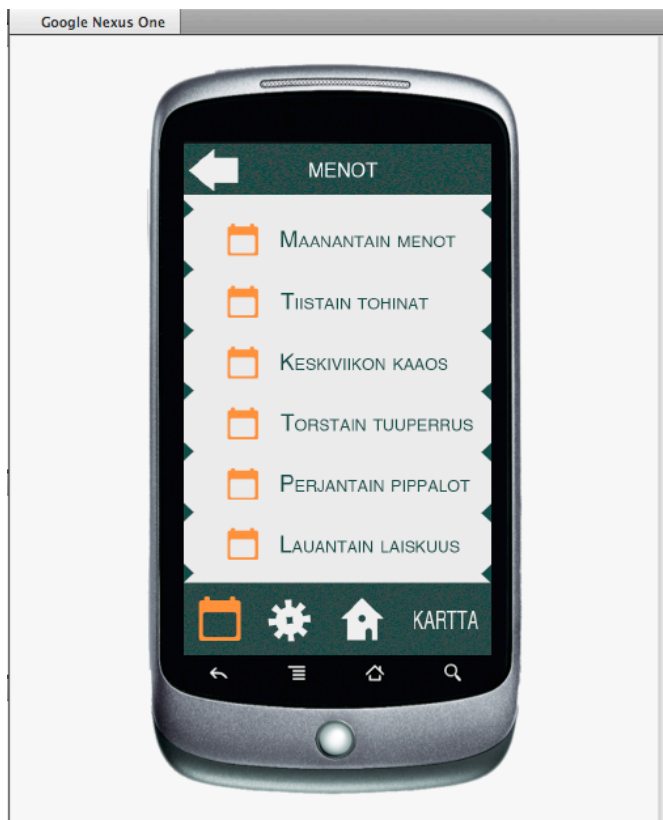 Google Nexus One
MENOT
MAANANTAIN MENOT
TIISTAIN TOHINAT
KESKIVIIKON KAAOS
TORSTAIN TUUPERRUS
PERJANTAIN PIPPALOT
LAUANTAIN LAISKUUS
KARTTA